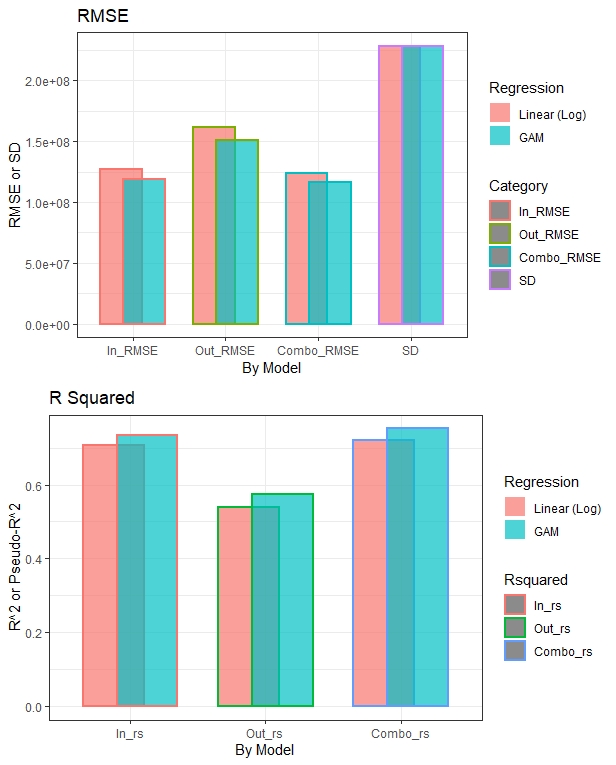 RMSE
2.0e+08
1.5e+08
1.0e+08
5.0e+07
0.0e+00
RMSE or SD
In_RMSE
Out_RMSE
Combo_RMSE
SD
By Model
Regression
Linear (Log)
GAM
Category
In_RMSE
Out_RMSE
Combo_RMSE
SD
R Squared
0.6
0.4
0.2
0.0
R^2 or Pseudo-R^2
In_rs
Out_rs
Combo_rs
By Model
Regression
Linear (Log)
GAM
Rsquared
In_rs
Out_rs
Combo_rs